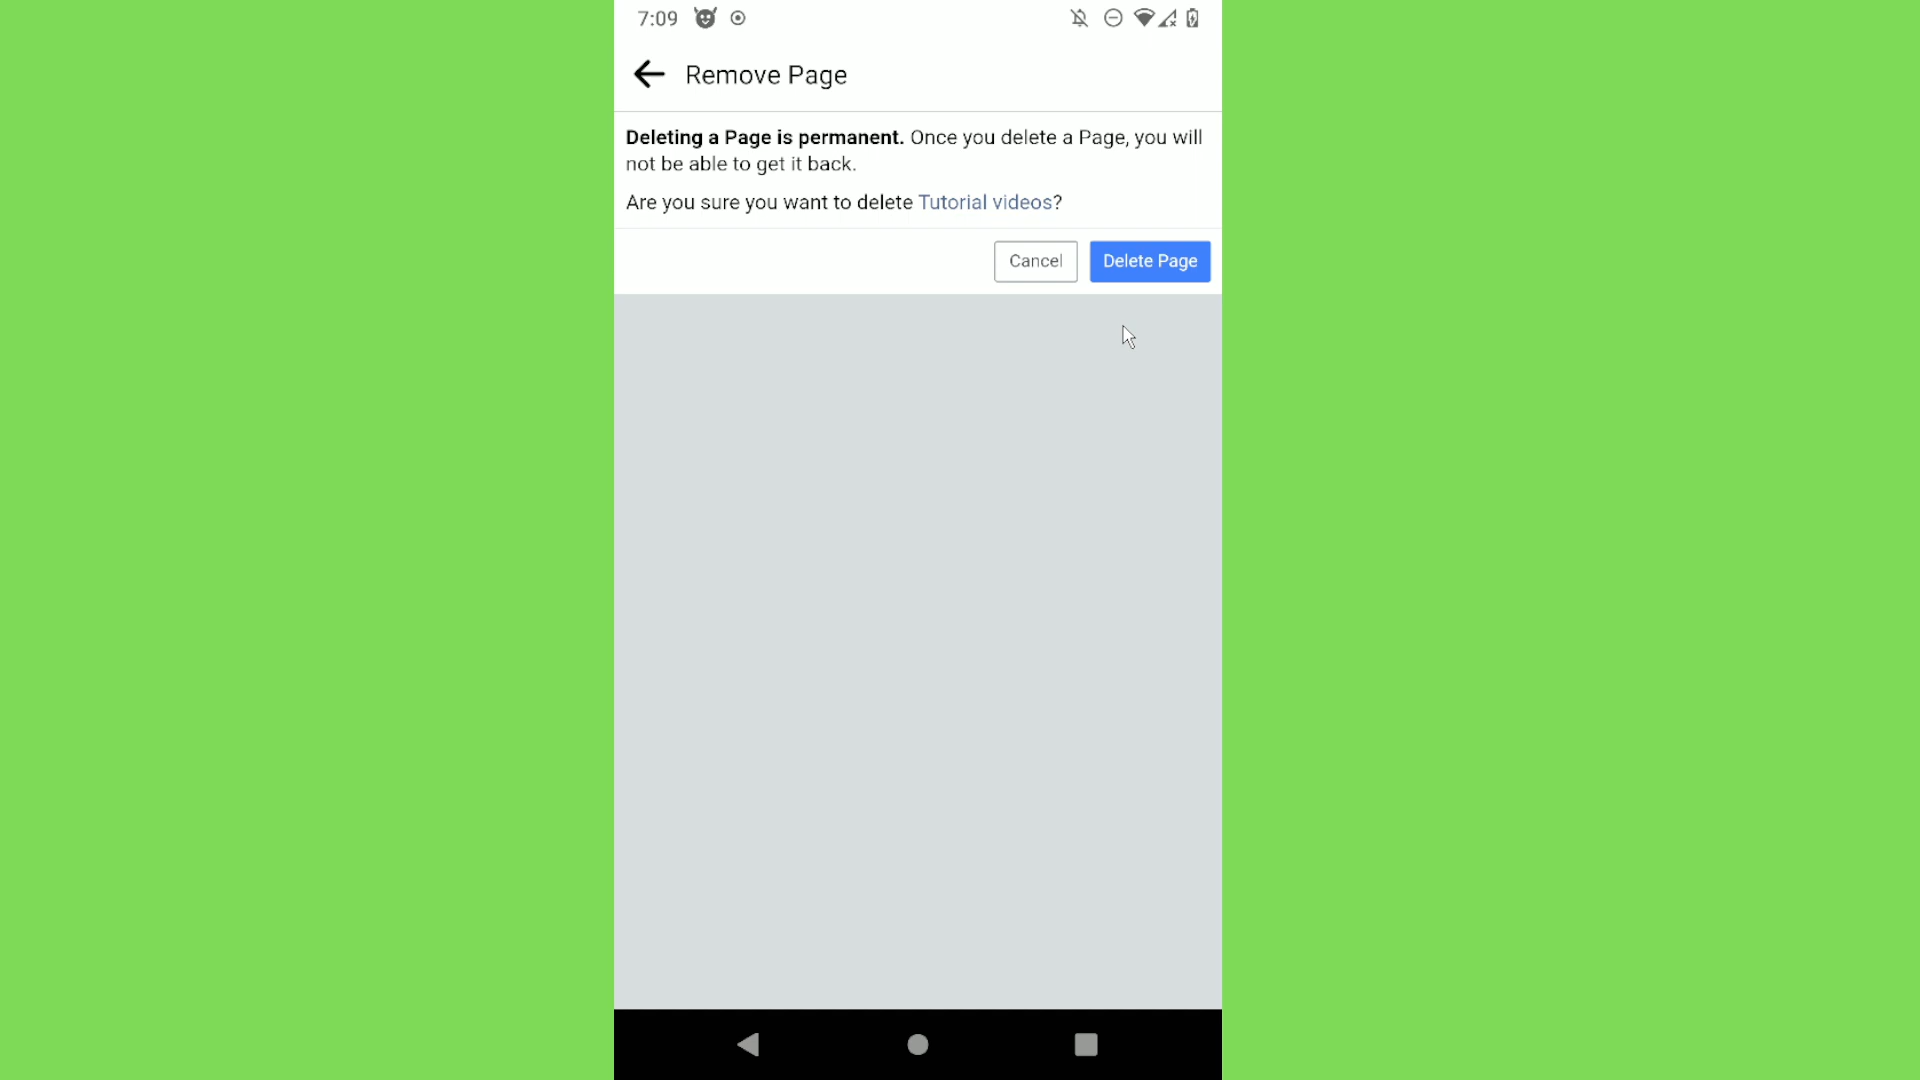 7:09
Remove Page
Deleting a Page is permanent. Once you delete a Page, you will
not be able to get it back.
Are you sure you want to delete Tutorial videos?
Cancel
Delete Page